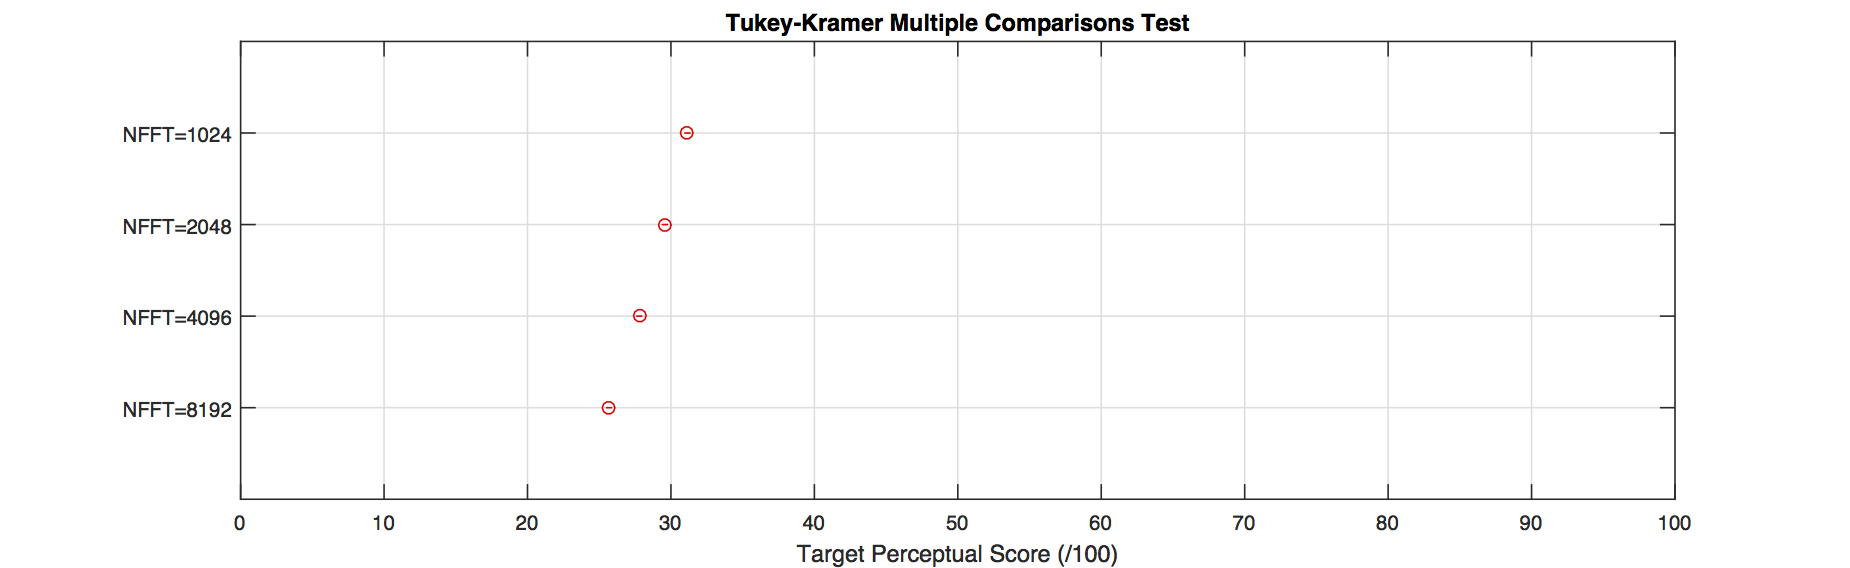 Tukey-Kramer Multiple Comparisons Test
NFFT=1024
NFFT=2048
NFFT=4096
NFFT=8192
0 10 20 30 40 50 60 70 80 90 100
Target Perceptual Score (/100)